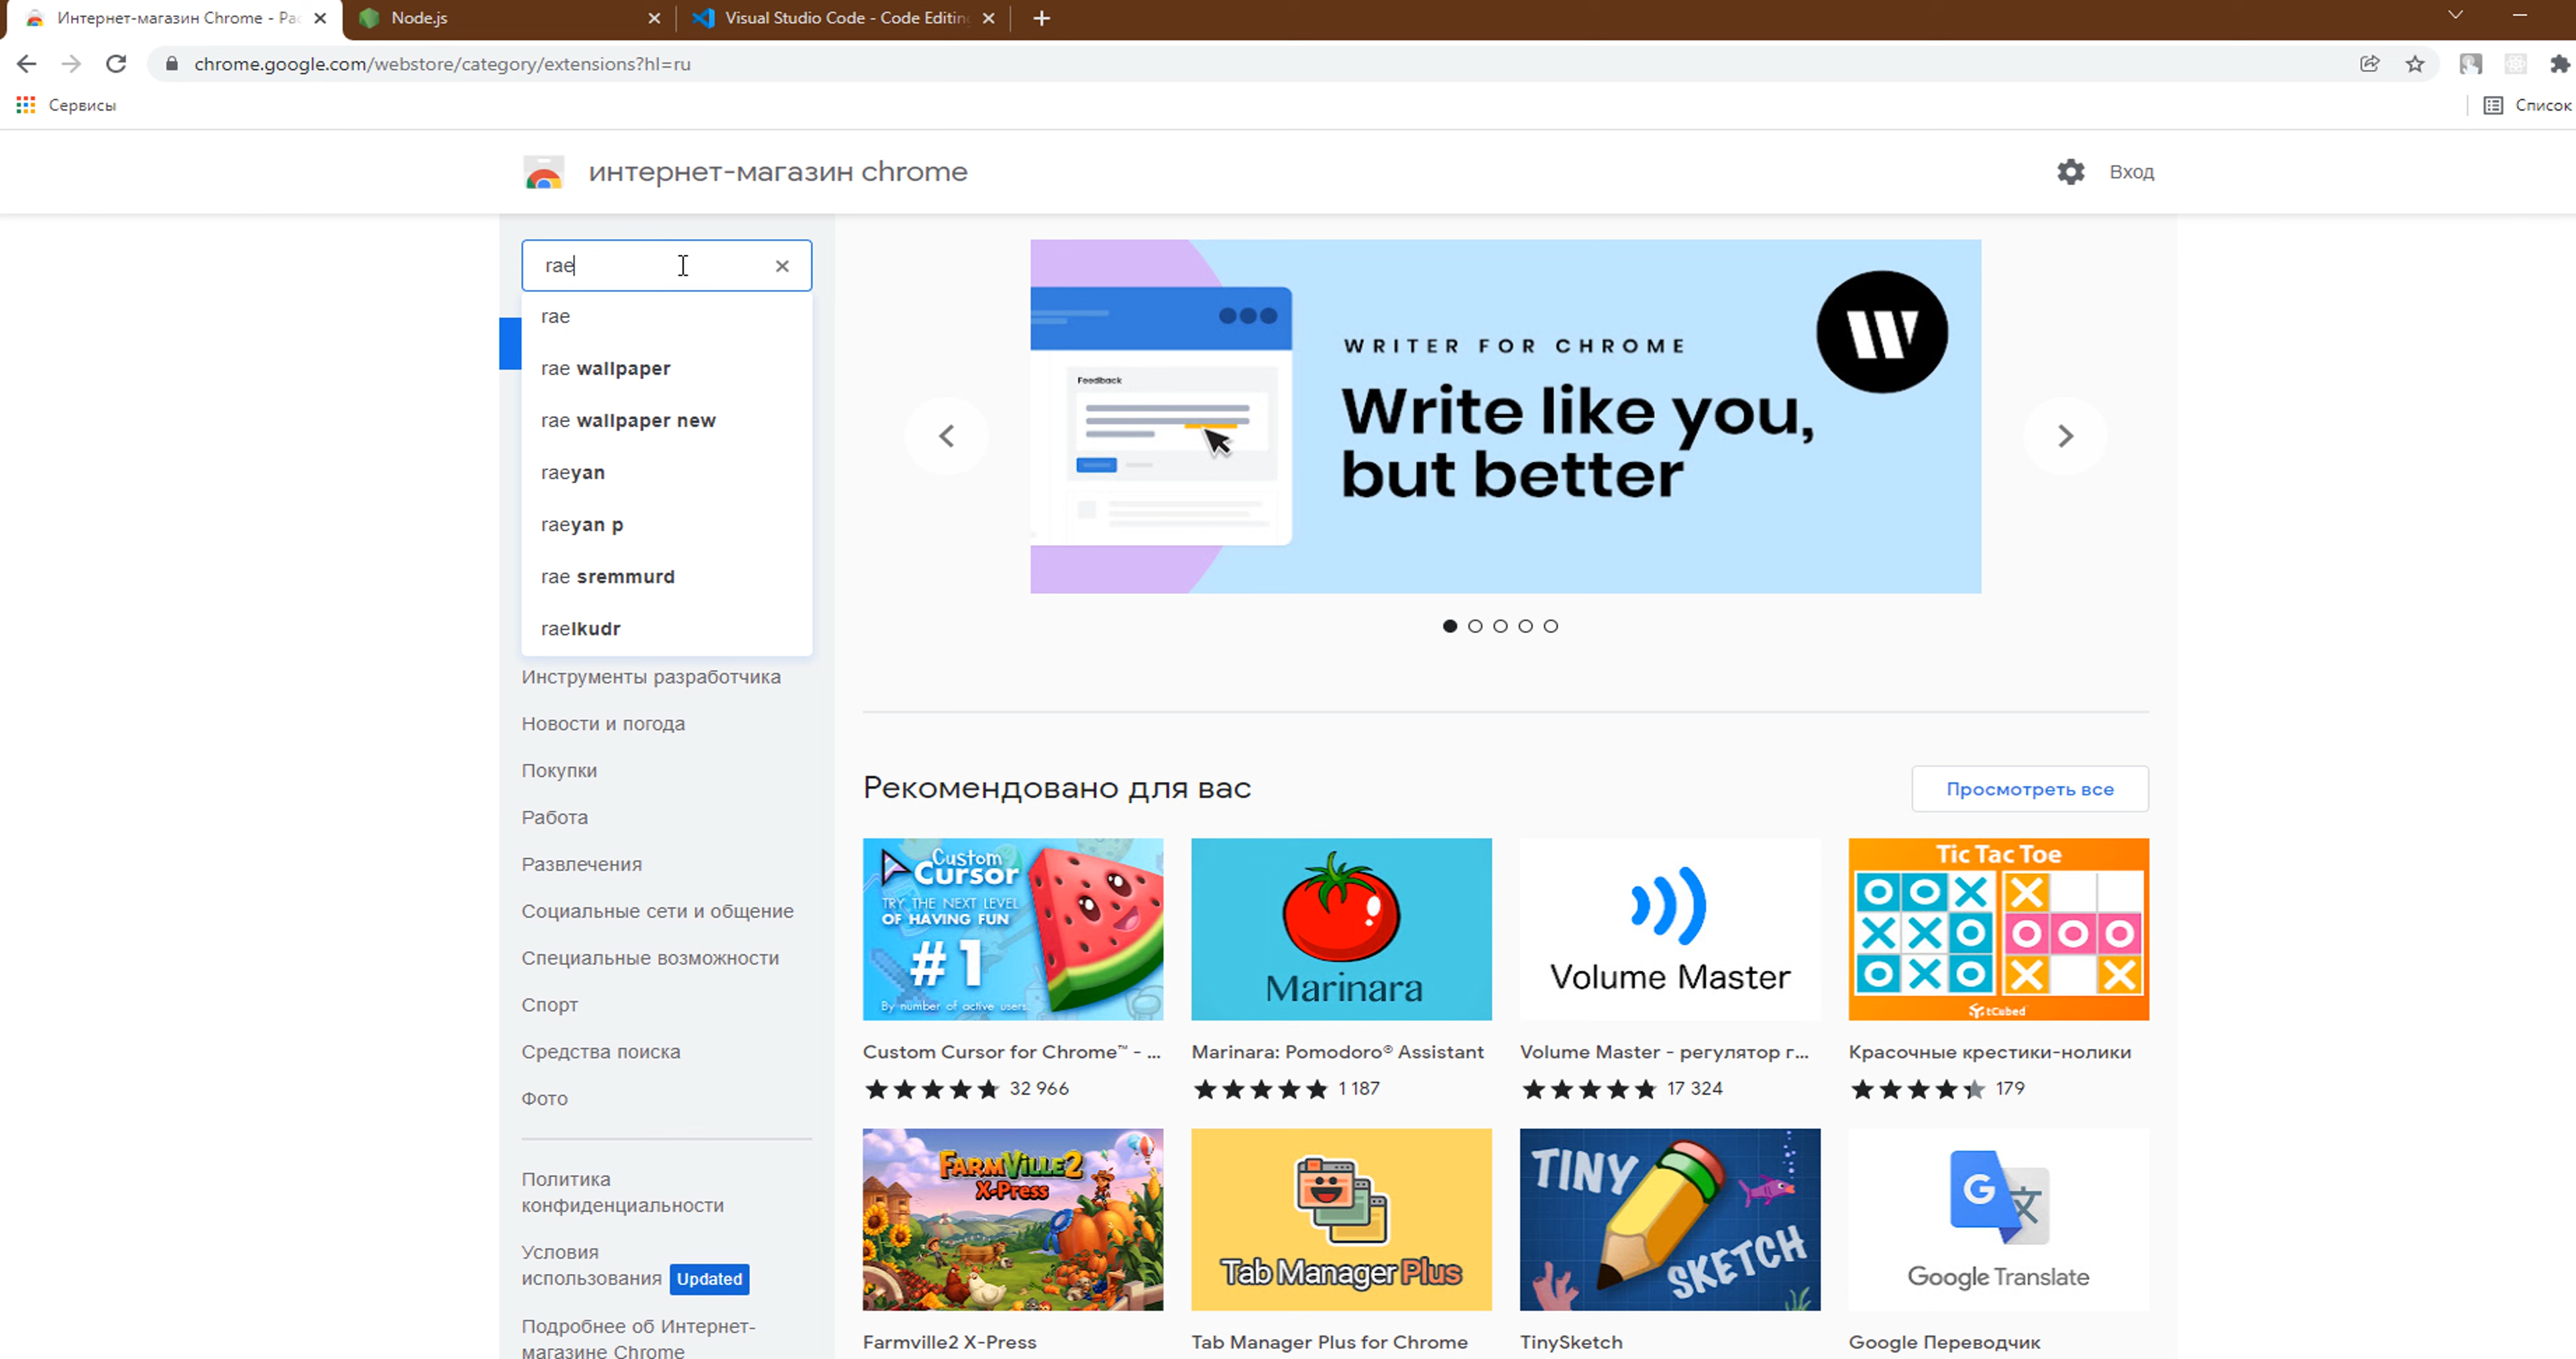 Интернет-магазин Chrome - Рас
Node.js
Visual Studio Code - Code Editing
chrome.google.com/webstore/category/extensions?hl=ru
Сервисы
Список
интернет-магазин chrome
Вход
rae
rae
rae wallpaper
rae wallpaper new
raeyan
raeyan p
rae sremmurd
raelkudr
Инструменты разработчика
Новости и погода
Покупки
Работа
Развлечения
Социальные сети и общение
Специальные возможности
Спорт
Средства поиска
Фото
Политика
конфиденциальности
Условия
использования Updated
Подробнее об Интернет-
магазине Chrome
Feedback
WRITER FOR CHROME
Write like you,
but better
Рекомендовано для вас
Просмотреть все
Custom
Cursor
TRY THE NEXT LEVEL
OF HAVING FUN
#1
By number of active users
Marinara
Volume Master
Tic Tac Toe
tCubed
Custom Cursor for Chrome™ - ...
Marinara: Pomodoro® Assistant
Volume Master - регулятор г...
Красочные крестики-нолики
32 966
1 187
17 324
179
FARMVILLE2
X-Press
Tab Manager Plus
TINY
SKETCH
Google Translate
Farmville2 X-Press
Tab Manager Plus for Chrome
TinySketch
Google Переводчик